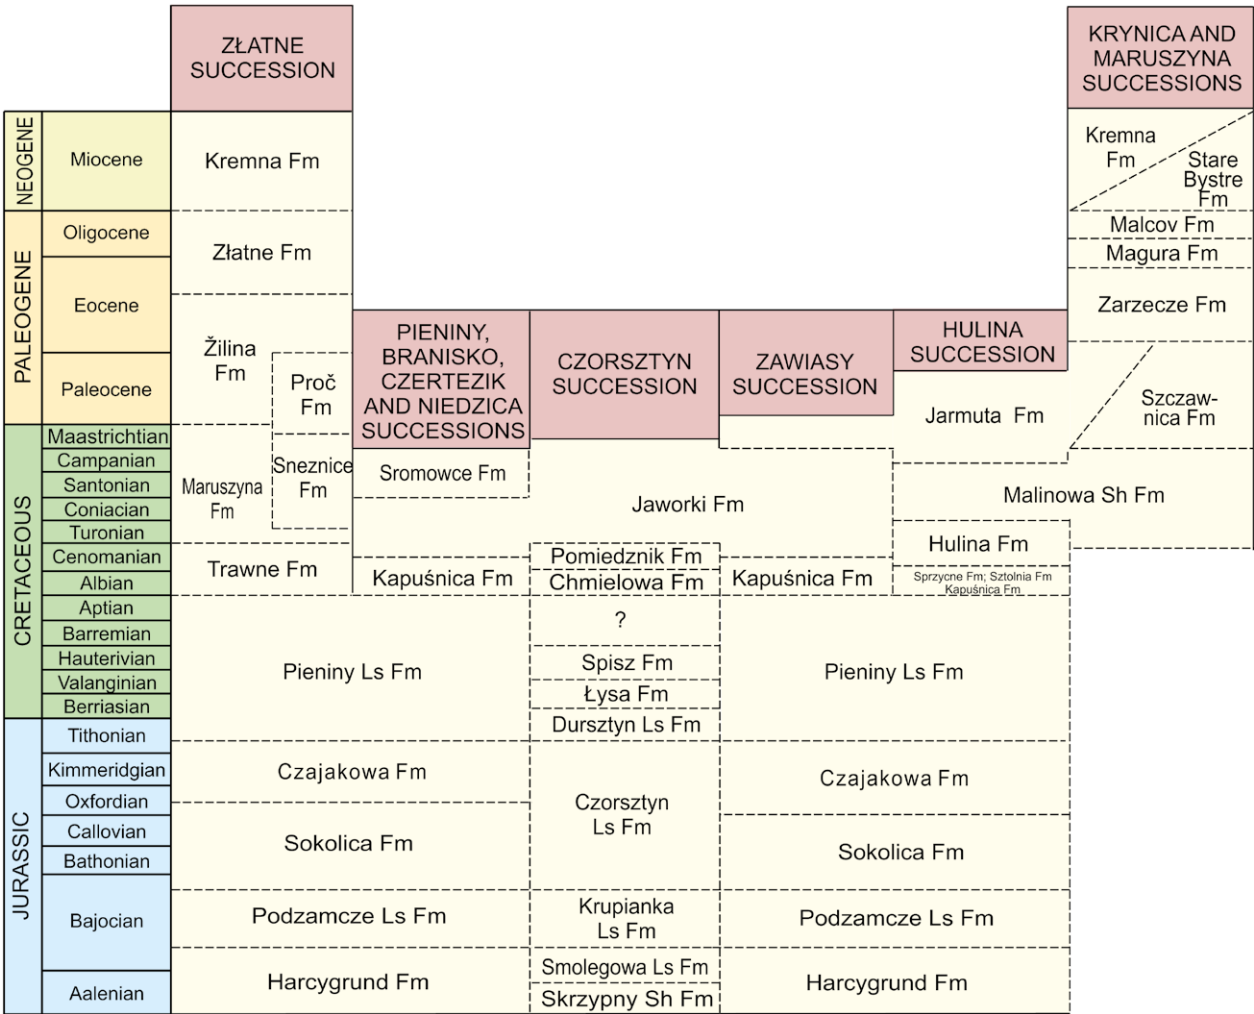 ZŁATNE
SUCCESSION
KRYNICA AND
MARUSZYNA
SUCCESSIONS
NEOGENE
Miocene
Kremna Fm
Kremna
Fm
Stare
Bystre
Fm
PALEOGENE
Oligocene
Złatne Fm
Malcov Fm
Magura Fm
Eocene
Zarzecze Fm
Žilina
Fm
PIENINY,
BRANISKO,
CZERTEZIK
AND NIEDZICA
SUCCESSIONS
CZORSZTYN
SUCCESSION
ZAWIASY
SUCCESSION
HULINA
SUCCESSION
Paleocene
Proč
Fm
Jarmuta Fm
Szczaw-
nica Fm
CRETACEOUS
Maastrichtian
Campanian
Santonian
Coniacian
Turonian
Cenomanian
Albian
Aptian
Barremian
Hauterivian
Valanginian
Berriasian
Maruszyna
Fm
Sneznice
Fm
Sromowce Fm
Jaworki Fm
Malinowa Sh Fm
Hulina Fm
Trawne Fm
Kapuśnica Fm
Pomiedznik Fm
Chmielowa Fm
Kapuśnica Fm
Sprzycne Fm; Sztolnia Fm
Kapuśnica Fm
?
Pieniny Ls Fm
Spisz Fm
Łysa Fm
Dursztyn Ls Fm
Pieniny Ls Fm
JURASSIC
Tithonian
Kimmeridgian
Oxfordian
Callovian
Bathonian
Bajocian
Aalenian
Czajakowa Fm
Czorsztyn
Ls Fm
Czajakowa Fm
Sokolica Fm
Sokolica Fm
Podzamcze Ls Fm
Krupianka
Ls Fm
Podzamcze Ls Fm
Harcygrund Fm
Smolegowa Ls Fm
Skrzypny Sh Fm
Harcygrund Fm